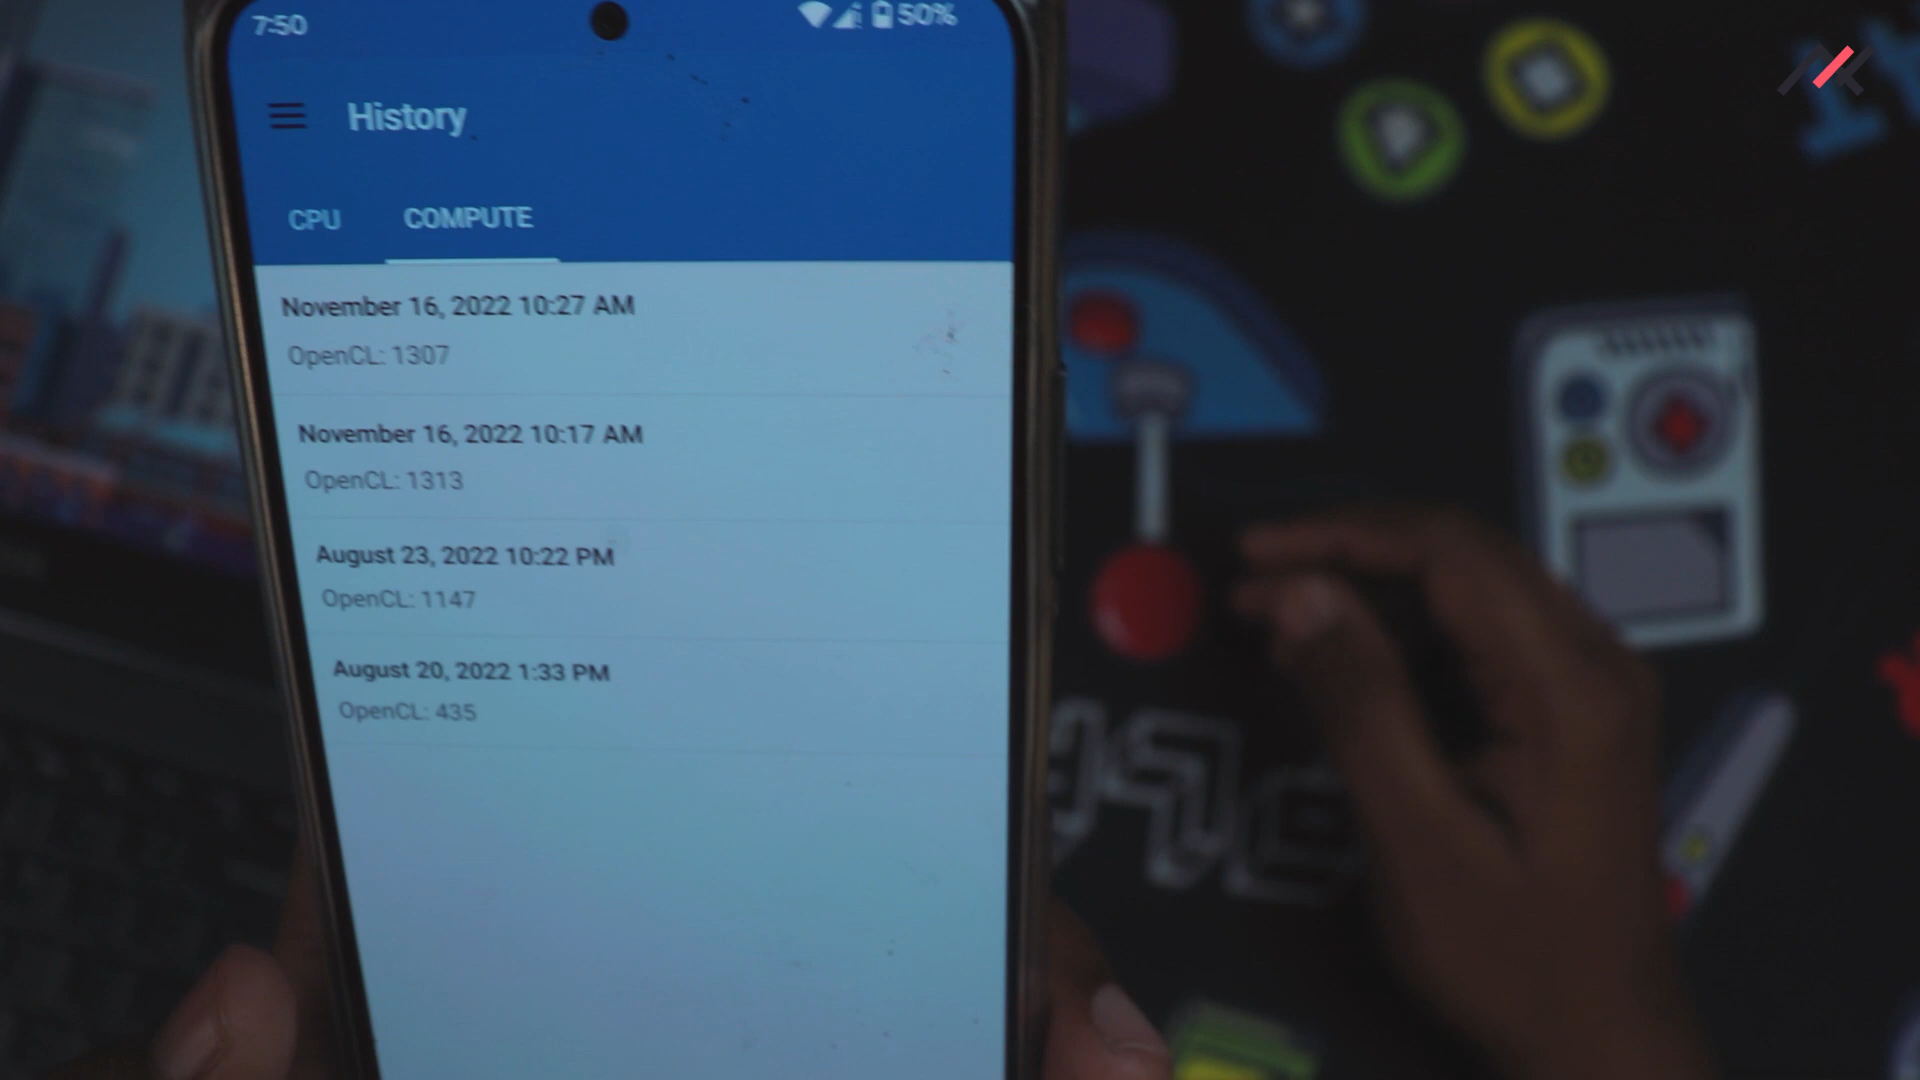 7:50
50%
History
CPU
COMPUTE
November 16, 2022 10:27 AM
OpenCL: 1307
November 16, 2022 10:17 AM
OpenCL: 1313
August 23, 2022 10:22 PM
OpenCL: 1147
August 20, 2022 1:33 PM
OpenCL: 435